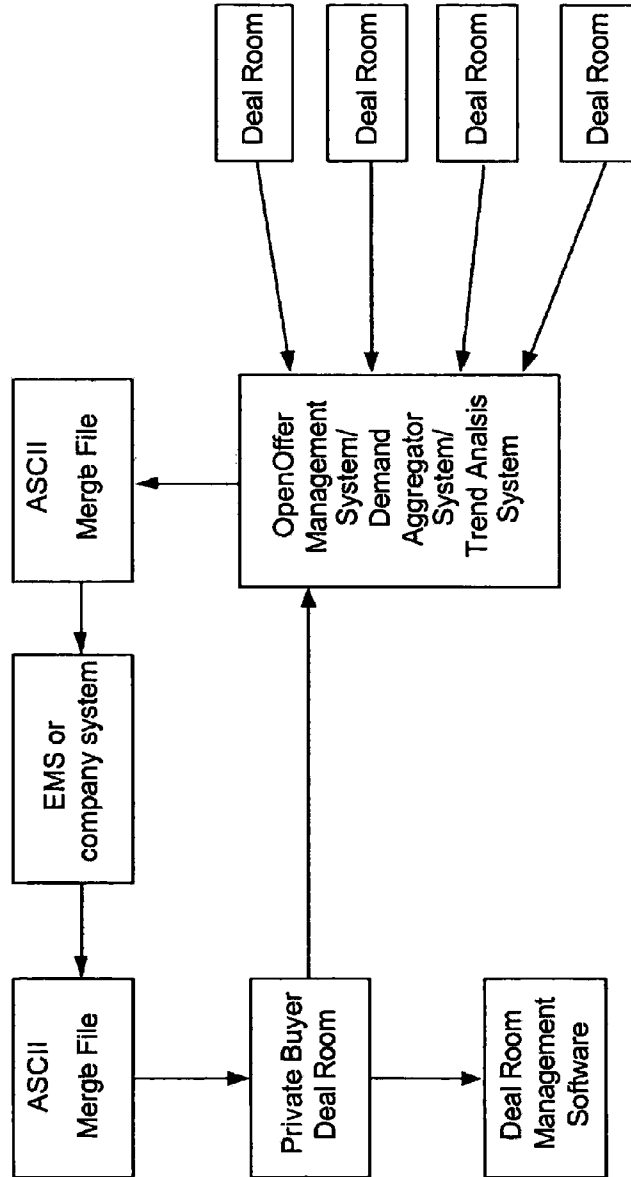 ASCII
Merge File
EMS or
company system
ASCII
Merge File
Private Buyer
Deal Room
OpenOffer
Management
System/
Demand
Aggregator
System/
Trend Analsis
System
Deal Room
Management
Software
Deal Room
Deal Room
Deal Room
Deal Room